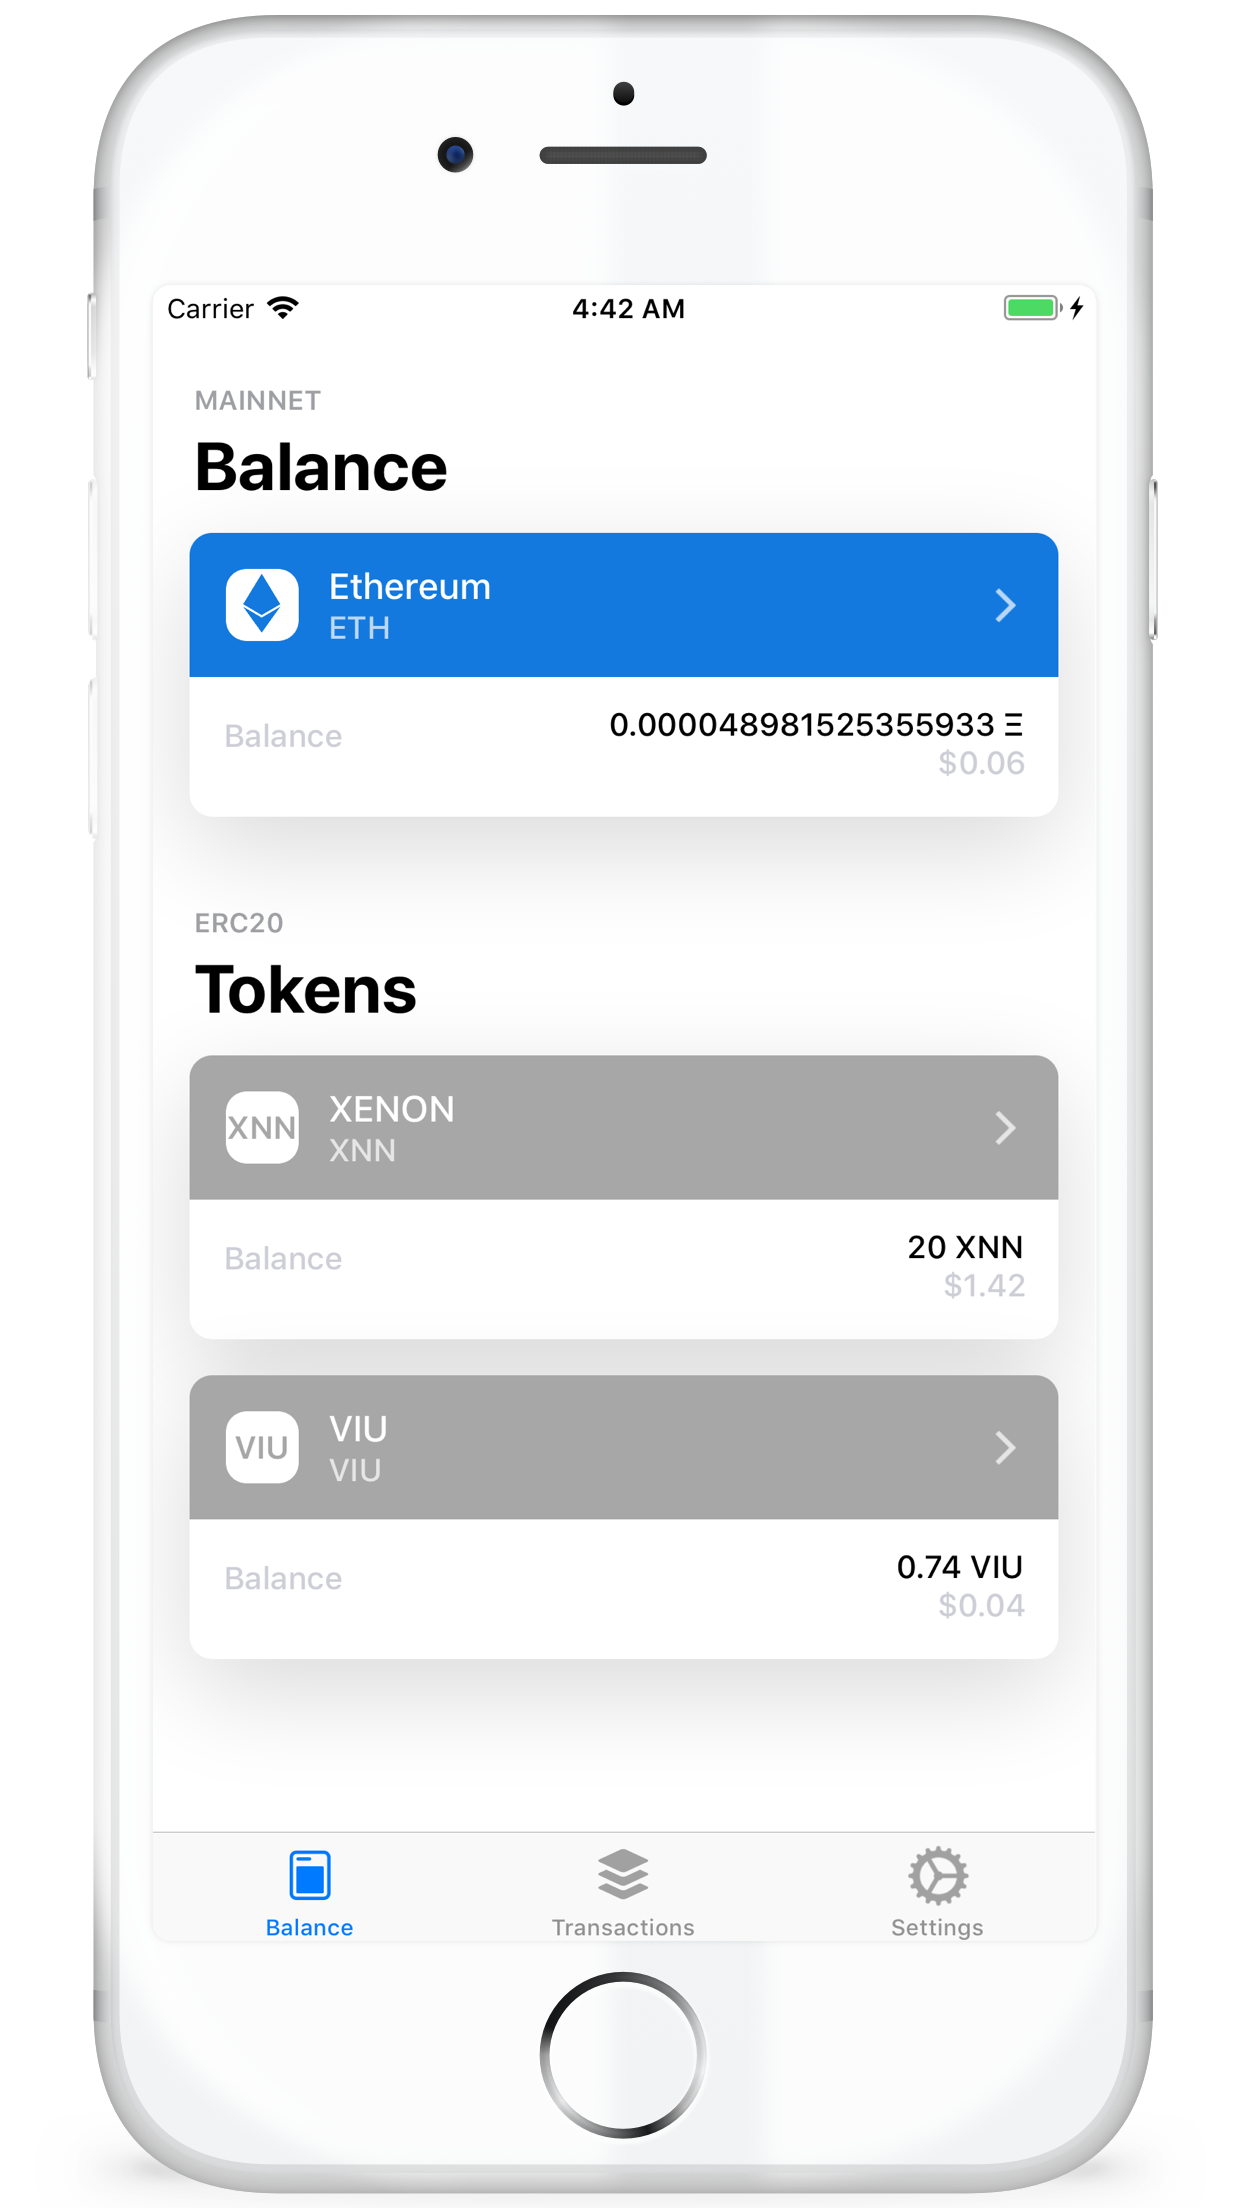 Carrier 4:42 AM
MAINNET
Balance
Ethereum
ETH
Balance 0.000048981525355933 Ξ
$0.06
ERC20
Tokens
XNN XENON
XNN
Balance 20 XNN
$1.42
VIU VIU
VIU
Balance 0.74 VIU
$0.04
Balance Transactions Settings